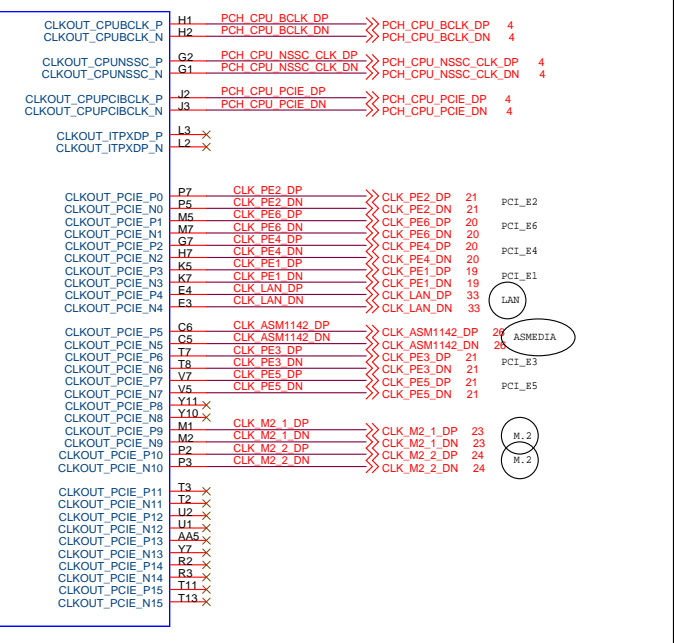 CLKOUT_CPUBCLK_P H1 PCH_CPU_BCLK_DP PCH_CPU_BCLK_DP 4
CLKOUT_CPUBCLK_N H2 PCH_CPU_BCLK_DN PCH_CPU_BCLK_DN 4
CLKOUT_CPUNSSC_P G2 PCH_CPU_NSSC_CLK_DP PCH_CPU_NSSC_CLK_DP 4
CLKOUT_CPUNSSC_N G1 PCH_CPU_NSSC_CLK_DN PCH_CPU_NSSC_CLK_DN 4
CLKOUT_CPUPCIBCLK_P J2 PCH_CPU_PCIE_DP PCH_CPU_PCIE_DP 4
CLKOUT_CPUPCIBCLK_N J3 PCH_CPU_PCIE_DN PCH_CPU_PCIE_DN 4
CLKOUT_ITPXDP_P L3
CLKOUT_ITPXDP_N L2
CLKOUT_PCIE_P0 P7 CLK_PE2_DP CLK_PE2_DP 21 PCI_E2
CLKOUT_PCIE_N0 P5 CLK_PE2_DN CLK_PE2_DN 21
CLKOUT_PCIE_P1 M5 CLK_PE6_DP CLK_PE6_DP 20 PCI_E6
CLKOUT_PCIE_N1 M7 CLK_PE6_DN CLK_PE6_DN 20
CLKOUT_PCIE_P2 G7 CLK_PE4_DP CLK_PE4_DP 20 PCI_E4
CLKOUT_PCIE_N2 H7 CLK_PE4_DN CLK_PE4_DN 20
CLKOUT_PCIE_P3 K5 CLK_PE1_DP CLK_PE1_DP 19 PCI_E1
CLKOUT_PCIE_N3 K7 CLK_PE1_DN CLK_PE1_DN 19
CLKOUT_PCIE_P4 E4 CLK_LAN_DP CLK_LAN_DP 33 LAN
CLKOUT_PCIE_N4 E3 CLK_LAN_DN CLK_LAN_DN 33
CLKOUT_PCIE_P5 C6 CLK_ASM1142_DP CLK_ASM1142_DP 26 ASMEDIA
CLKOUT_PCIE_N5 C5 CLK_ASM1142_DN CLK_ASM1142_DN 26
CLKOUT_PCIE_P6 T7 CLK_PE3_DP CLK_PE3_DP 21 PCI_E3
CLKOUT_PCIE_N6 T8 CLK_PE3_DN CLK_PE3_DN 21
CLKOUT_PCIE_P7 V7 CLK_PE5_DP CLK_PE5_DP 21 PCI_E5
CLKOUT_PCIE_N7 V5 CLK_PE5_DN CLK_PE5_DN 21
CLKOUT_PCIE_P8 Y11
CLKOUT_PCIE_N8 Y10
CLKOUT_PCIE_P9 M1 CLK_M2_1_DP CLK_M2_1_DP 23 M.2
CLKOUT_PCIE_N9 M2 CLK_M2_1_DN CLK_M2_1_DN 23
CLKOUT_PCIE_P10 P2 CLK_M2_2_DP CLK_M2_2_DP 24 M.2
CLKOUT_PCIE_N10 P3 CLK_M2_2_DN CLK_M2_2_DN 24
CLKOUT_PCIE_P11 T3
CLKOUT_PCIE_N11 T2
CLKOUT_PCIE_P12 U2
CLKOUT_PCIE_N12 U1
CLKOUT_PCIE_P13 AA5
CLKOUT_PCIE_N13 Y7
CLKOUT_PCIE_P14 R2
CLKOUT_PCIE_N14 R3
CLKOUT_PCIE_P15 T11
CLKOUT_PCIE_N15 T13